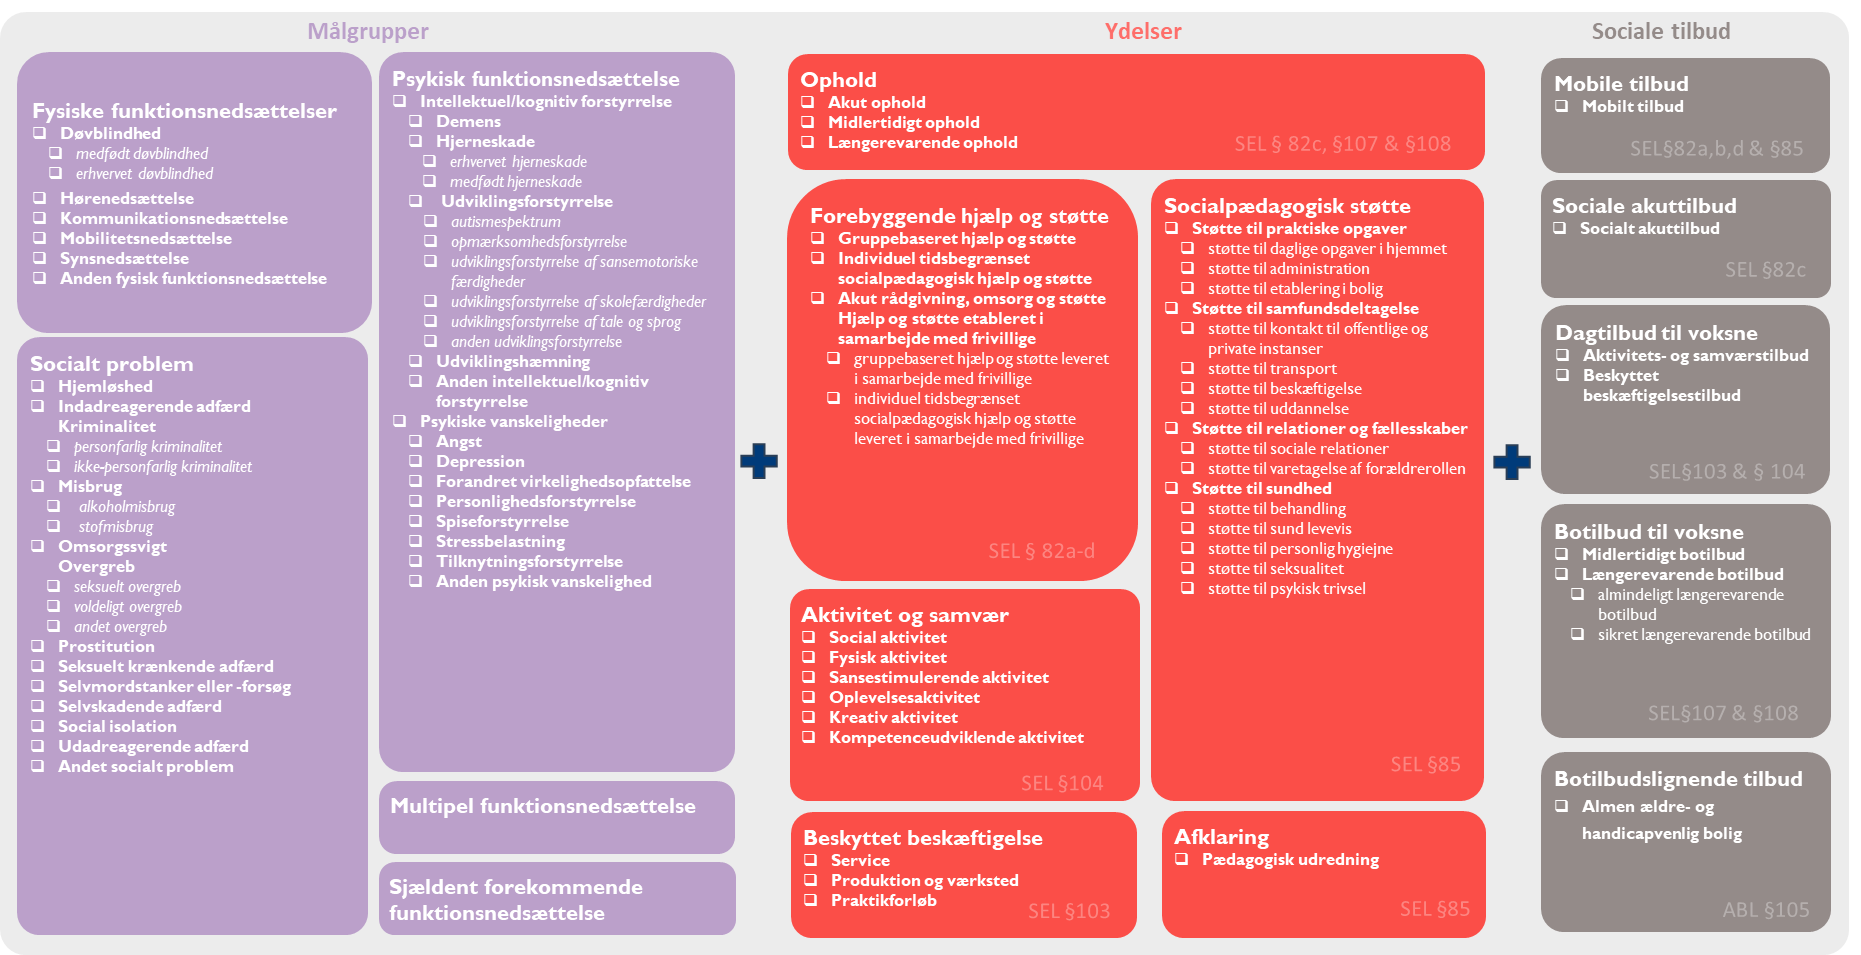 Målgrupper
Fysiske funktionsnedsættelser
Døvblindhed
medfødt døvblindhed
erhvervet døvblindhed
Hørenedsættelse
Kommunikationsnedsættelse
Mobilitetsnedsættelse
Synsnedsættelse
Anden fysisk funktionsnedsættelse
Socialt problem
Hjemløshed
Indadreagerende adfærd
Kriminalitet
personfarlig kriminalitet
ikke-personfarlig kriminalitet
Misbrug
alkoholmisbrug
stofmisbrug
Omsorgssvigt
Overgreb
seksuelt overgreb
voldeligt overgreb
andet overgreb
Prostitution
Seksuelt krænkende adfærd
Selvmordstanker eller -forsøg
Selvskadende adfærd
Social isolation
Udadreagerende adfærd
Andet socialt problem
Psykisk funktionsnedsættelse
Intellektuel/kognitiv forstyrrelse
Demens
Hjerneskade
erhvervet hjerneskade
medfødt hjerneskade
Udviklingsforstyrrelse
autismespektrum
opmærksomhedsforstyrrelse
udviklingsforstyrrelse af sansemotoriske
færdigheder
udviklingsforstyrrelse af skolefærdigheder
udviklingsforstyrrelse af tale og sprog
anden udviklingsforstyrrelse
Udviklingshæmning
Anden intellektuel/kognitiv
forstyrrelse
Psykiske vanskeligheder
Angst
Depression
Forandret virkelighedsopfattelse
Personlighedsforstyrrelse
Spiseforstyrrelse
Stressbelastning
Tilknytningsforstyrrelse
Anden psykisk vanskelighed
Multipel funktionsnedsættelse
Sjældent forekommende
funktionsnedsættelse
Ydelser
Ophold
Akut ophold
Midlertidigt ophold
Længerevarende ophold
SEL § 82c, §107 & §108
Forebyggende hjælp og støtte
Gruppebaseret hjælp og støtte
Individuel tidsbegrænset
socialpædagogisk hjælp og støtte
Akut rådgivning, omsorg og støtte
Hjælp og støtte etableret i
samarbejde med frivillige
gruppebaseret hjælp og støtte leveret
i samarbejde med frivillige
individuel tidsbegrænset
socialpædagogisk hjælp og støtte
leveret i samarbejde med frivillige
SEL § 82a-d
Aktivitet og samvær
Social aktivitet
Fysisk aktivitet
Sansestimulerende aktivitet
Oplevelsesaktivitet
Kreativ aktivitet
Kompetenceudviklende aktivitet
SEL §104
Beskyttet beskæftigelse
Service
Produktion og værksted
Praktikforløb
SEL §103
Socialpædagogisk støtte
Støtte til praktiske opgaver
støtte til daglige opgaver i hjemmet
støtte til administration
støtte til etablering i bolig
Støtte til samfundsdeltagelse
støtte til kontakt til offentlige og
private instanser
støtte til transport
støtte til beskæftigelse
støtte til uddannelse
Støtte til relationer og fællesskaber
støtte til sociale relationer
støtte til varetagelse af forældrerollen
Støtte til sundhed
støtte til behandling
støtte til sund levevis
støtte til personlig hygiejne
støtte til seksualitet
støtte til psykisk trivsel
SEL §85
Afklaring
Pædagogisk udredning
SEL §85
Sociale tilbud
Mobile tilbud
Mobilt tilbud
SEL§82a,b,d & §85
Sociale akuttilbud
Socialt akuttilbud
SEL §82c
Dagtilbud til voksne
Aktivitets- og samværstilbud
Beskyttet
beskæftigelsestilbud
SEL§103 & § 104
Botilbud til voksne
Midlertidigt botilbud
Længerevarende botilbud
almindeligt længerevarende
botilbud
sikret længerevarende botilbud
SEL§107 & §108
Botilbudslignende tilbud
Almen ældre- og
handicapvenlig bolig
ABL §105